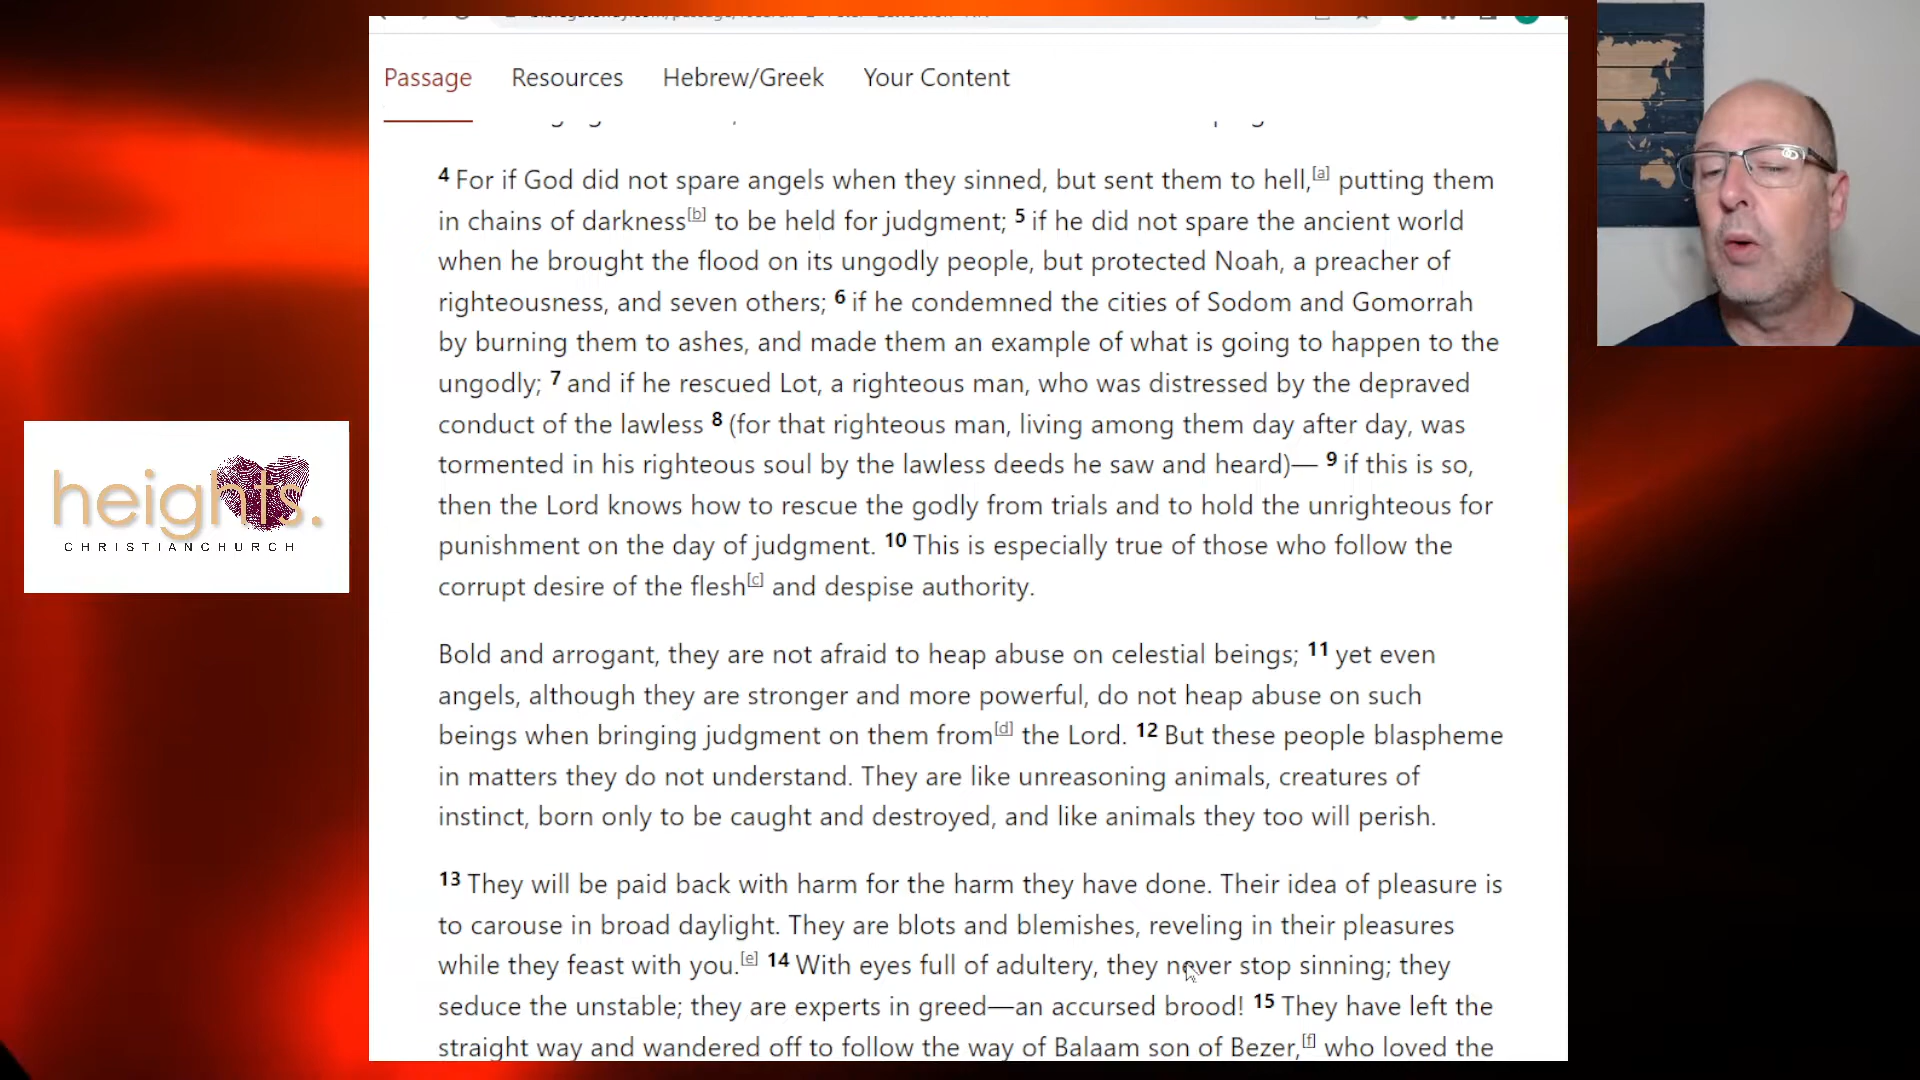 Passage Resources Hebrew/Greek Your Content
4 For if God did not spare angels when they sinned, but sent them to hell,[a] putting them
in chains of darkness[b] to be held for judgment; 5 if he did not spare the ancient world
when he brought the flood on its ungodly people, but protected Noah, a preacher of
righteousness, and seven others; 6 if he condemned the cities of Sodom and Gomorrah
by burning them to ashes, and made them an example of what is going to happen to the
ungodly; 7 and if he rescued Lot, a righteous man, who was distressed by the depraved
conduct of the lawless 8 (for that righteous man, living among them day after day, was
tormented in his righteous soul by the lawless deeds he saw and heard)— 9 if this is so,
then the Lord knows how to rescue the godly from trials and to hold the unrighteous for
punishment on the day of judgment. 10 This is especially true of those who follow the
corrupt desire of the flesh[c] and despise authority.
Bold and arrogant, they are not afraid to heap abuse on celestial beings; 11 yet even
angels, although they are stronger and more powerful, do not heap abuse on such
beings when bringing judgment on them from[d] the Lord. 12 But these people blaspheme
in matters they do not understand. They are like unreasoning animals, creatures of
instinct, born only to be caught and destroyed, and like animals they too will perish.
13 They will be paid back with harm for the harm they have done. Their idea of pleasure is
to carouse in broad daylight. They are blots and blemishes, reveling in their pleasures
while they feast with you.[e] 14 With eyes full of adultery, they never stop sinning; they
seduce the unstable; they are experts in greed—an accursed brood! 15 They have left the
straight way and wandered off to follow the way of Balaam son of Bezer,[f] who loved the
heights.
CHRISTIANCHURCH